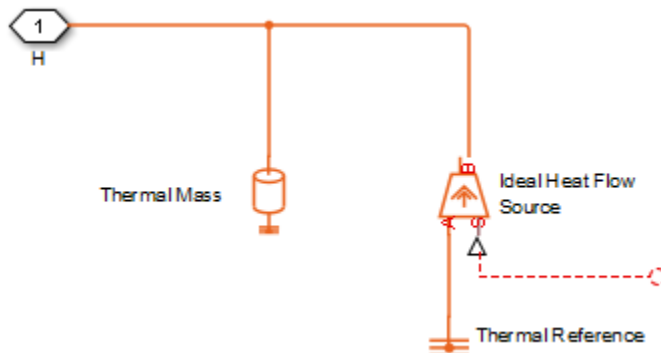 1
H
B
Thermal Mass
Ideal Heat Flow
Source
A
S
Thermal Reference